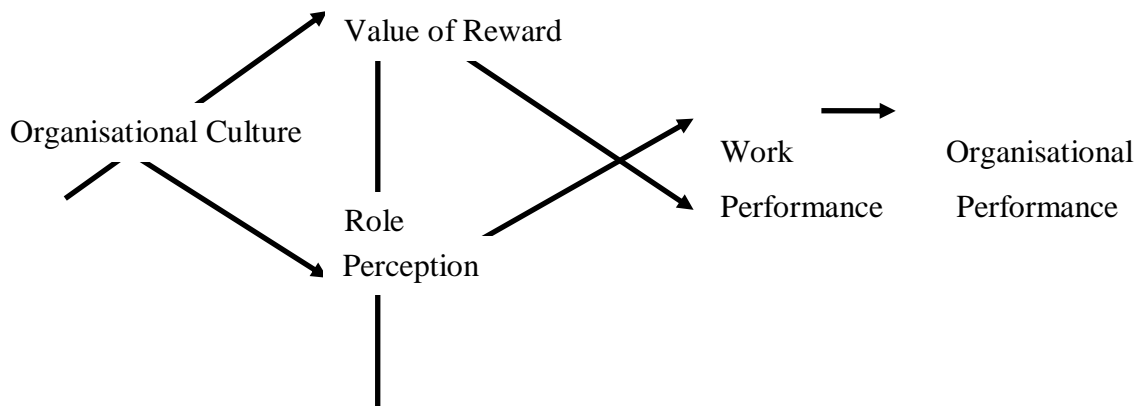 Value of Reward
Organisational Culture
Role
Perception
Work
Performance
Organisational
Performance